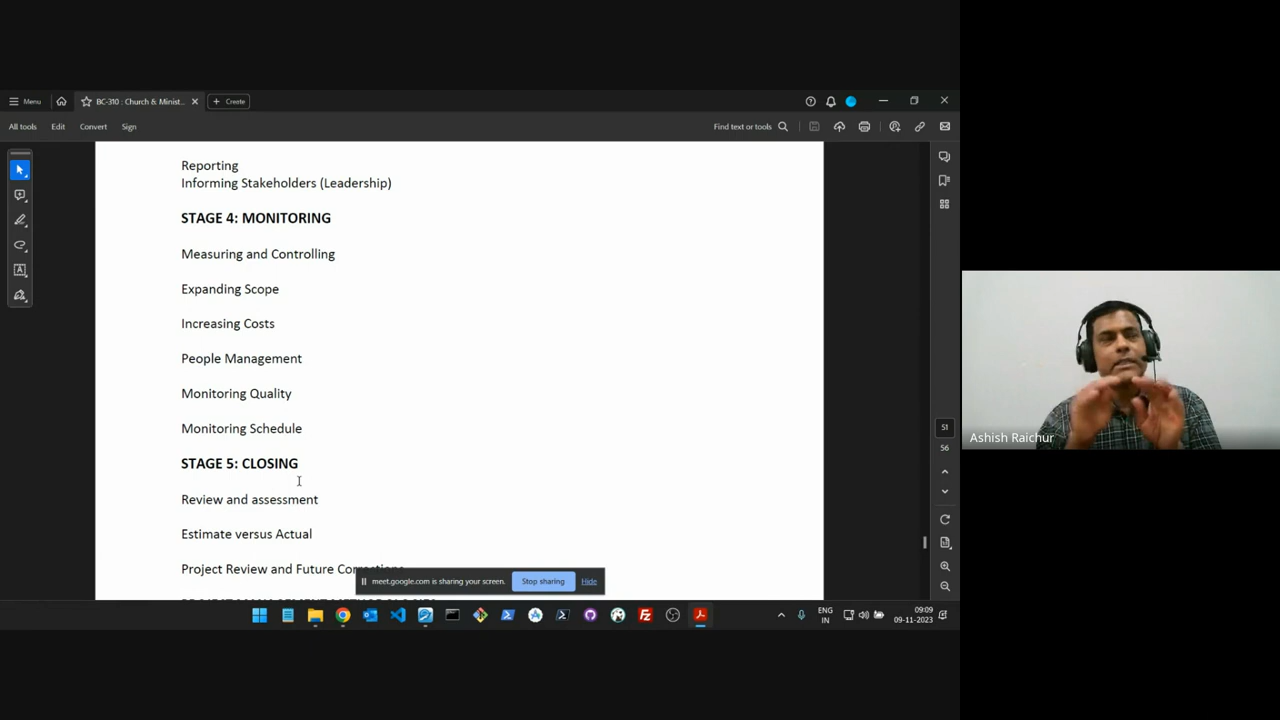 Menu
BC-310 : Church & Minist...
Create
All tools
Edit
Convert
Sign
Find text or tools
Reporting
Informing Stakeholders (Leadership)
STAGE 4: MONITORING
Measuring and Controlling
Expanding Scope
Increasing Costs
People Management
Monitoring Quality
Monitoring Schedule
STAGE 5: CLOSING
Review and assessment
Estimate versus Actual
Project Review and Future Corrections
meet.google.com is sharing your screen.
Stop sharing
Hide
51
56
Ashish Raichur
ENG
IN
09:09
09-11-2023